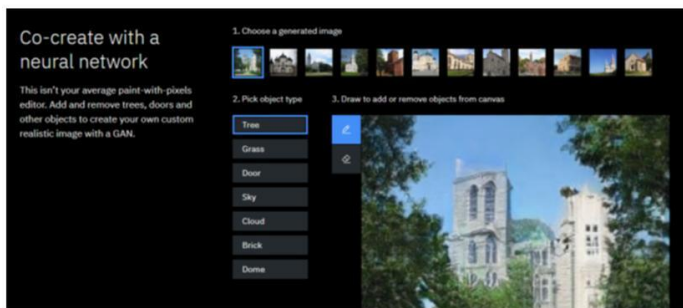 Co-create with a
neural network
This isn't your average paint-with-pixels
editor. Add and remove trees, doors and
other objects to create your own custom
realistic image with a GAN.
1. Choose a generated image
2. Pick object type
Tree
Grass
Door
Sky
Cloud
Brick
Dome
3. Draw to add or remove objects from canvas